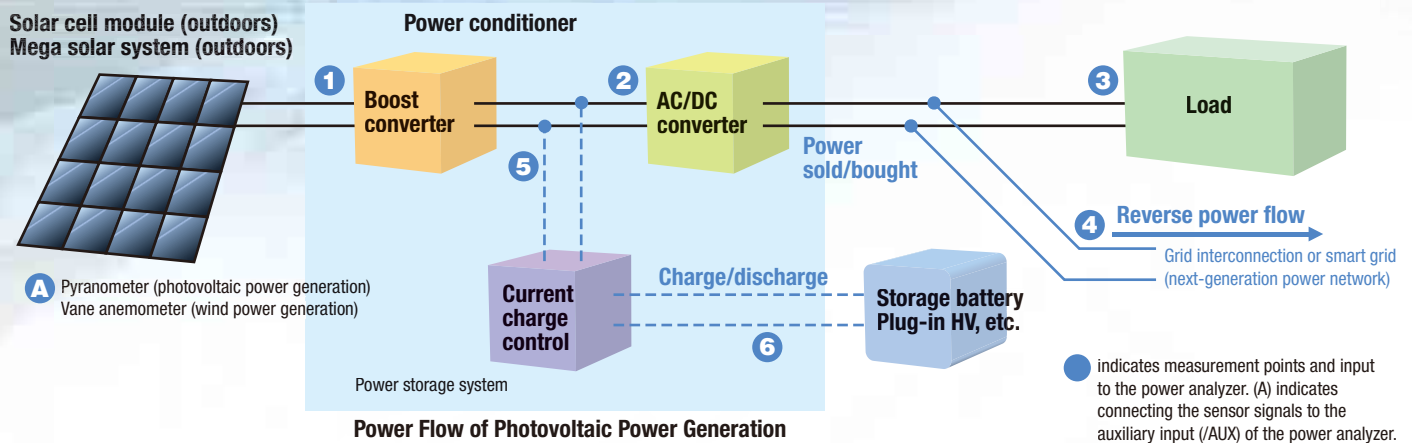 Solar cell module (outdoors)
Mega solar system (outdoors)
Power conditioner
1
Boost
converter
2
AC/DC
converter
3
Load
5
Power
sold/bought
4
Reverse power flow
Grid interconnection or smart grid
(next-generation power network)
A
Pyranometer (photovoltaic power generation)
Vane anemometer (wind power generation)
Current
charge
control
Charge/discharge
6
Storage battery
Plug-in HV, etc.
Power storage system
indicates measurement points and input
to the power analyzer. (A) indicates
connecting the sensor signals to the
auxiliary input (/AUX) of the power analyzer.
Power Flow of Photovoltaic Power Generation